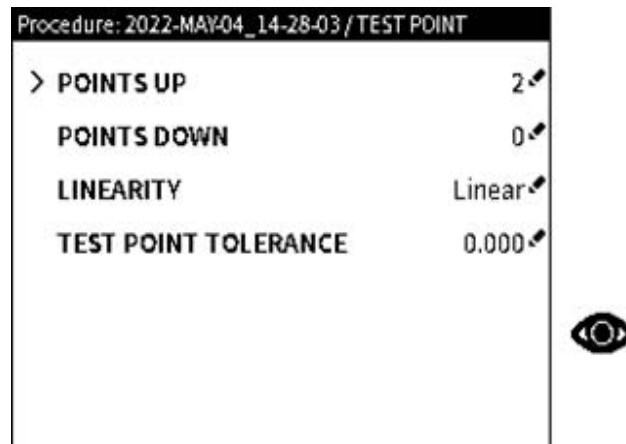 Procedure: 2022-MAY-04_14-28-03 / TEST POINT
> POINTS UP 2
POINTS DOWN 0
LINEARITY Linear
TEST POINT TOLERANCE 0.000